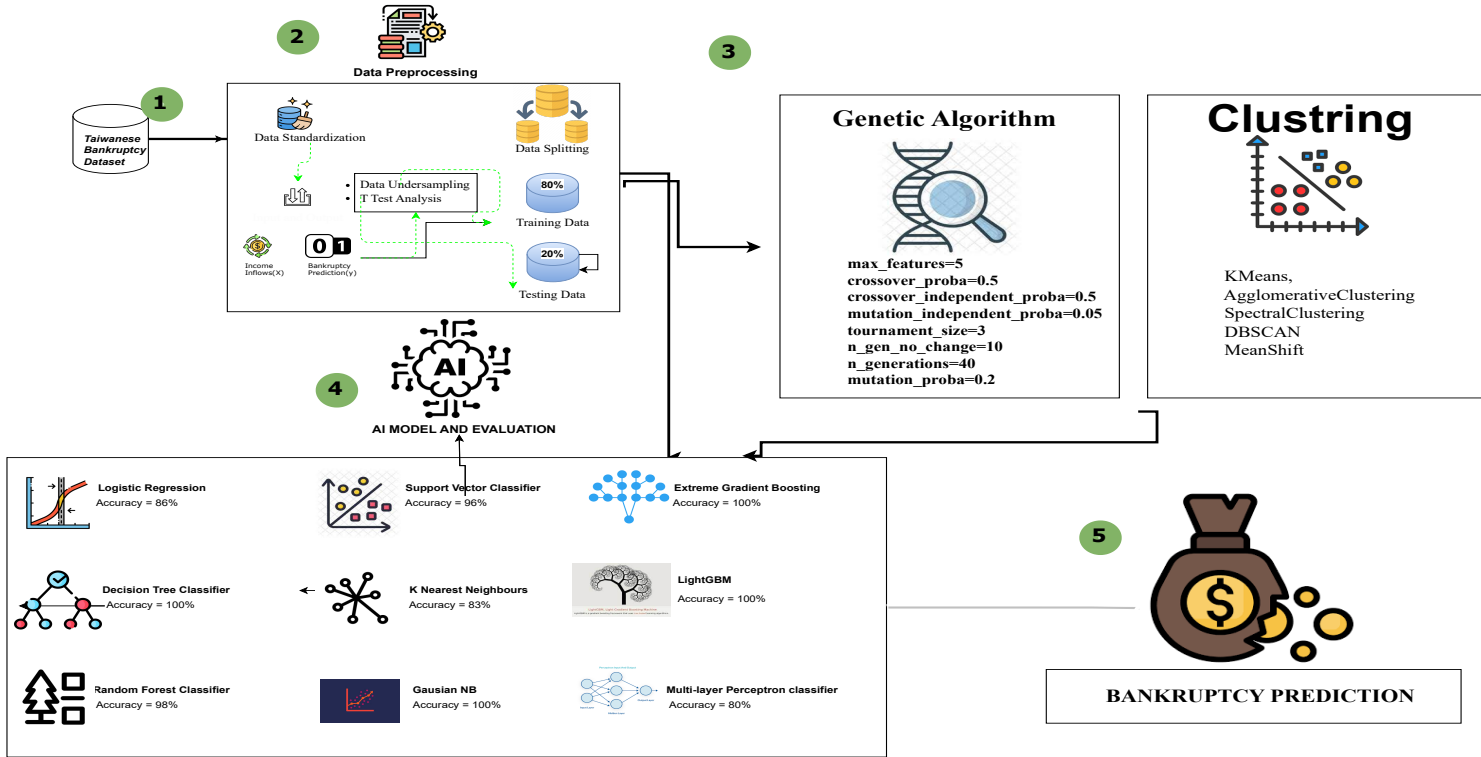 1
Taiwanese
Bankruptcy
Dataset
2
Data Preprocessing
Data Standardization
Data Splitting
• Data Undersampling
• T Test Analysis
80%
Training Data
Income
Inflows(X)
0 1
Bankruptcy
Prediction(y)
20%
Testing Data
3
Genetic Algorithm
max_features=5
crossover_proba=0.5
crossover_independent_proba=0.5
mutation_independent_proba=0.05
tournament_size=3
n_gen_no_change=10
n_generations=40
mutation_proba=0.2
Clustring
KMeans,
AgglomerativeClustering
SpectralClustering
DBSCAN
MeanShift
4
AI
AI MODEL AND EVALUATION
Logistic Regression
Accuracy = 86%
Support Vector Classifier
Accuracy = 96%
Extreme Gradient Boosting
Accuracy = 100%
Decision Tree Classifier
Accuracy = 100%
K Nearest Neighbours
Accuracy = 83%
LightGBM
Accuracy = 100%
Random Forest Classifier
Accuracy = 98%
Gausian NB
Accuracy = 100%
Multi-layer Perceptron classifier
Accuracy = 80%
5
BANKRUPTCY PREDICTION